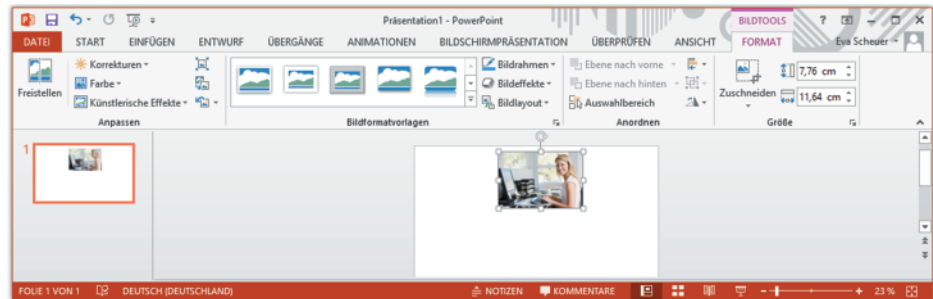 Präsentation1 - PowerPoint
BILDTOOLS
?
DATEI START EINFÜGEN ENTWURF ÜBERGÄNGE ANIMATIONEN BILDSCHIRMPRÄSENTATION ÜBERPRÜFEN ANSICHT FORMAT Eva Scheuer
Korrekturen Bildrahmen Ebene nach vorne 7,76 cm
Farbe Bildeffekte Ebene nach hinten
Freistellen Künstlerische Effekte Bildlayout Auswahlbereich Zuschneiden 11,64 cm
Anpassen Bildformatvorlagen Anordnen Größe
1
FOLIE 1 VON 1 DEUTSCH (DEUTSCHLAND) NOTIZEN KOMMENTARE 23 %